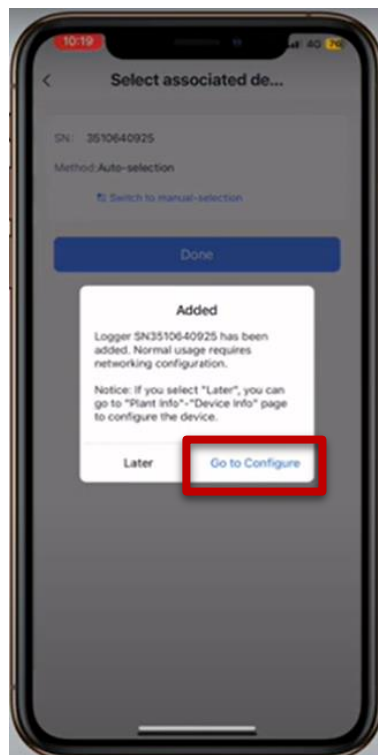 10:19
4G 76
Select associated de...
SN: 3510640925
Method:Auto-selection
Switch to manual-selection
Done
Added
Logger SN3510640925 has been
added. Normal usage requires
networking configuration.
Notice: If you select "Later", you can
go to "Plant Info"-"Device Info" page
to configure the device.
Later
Go to Configure